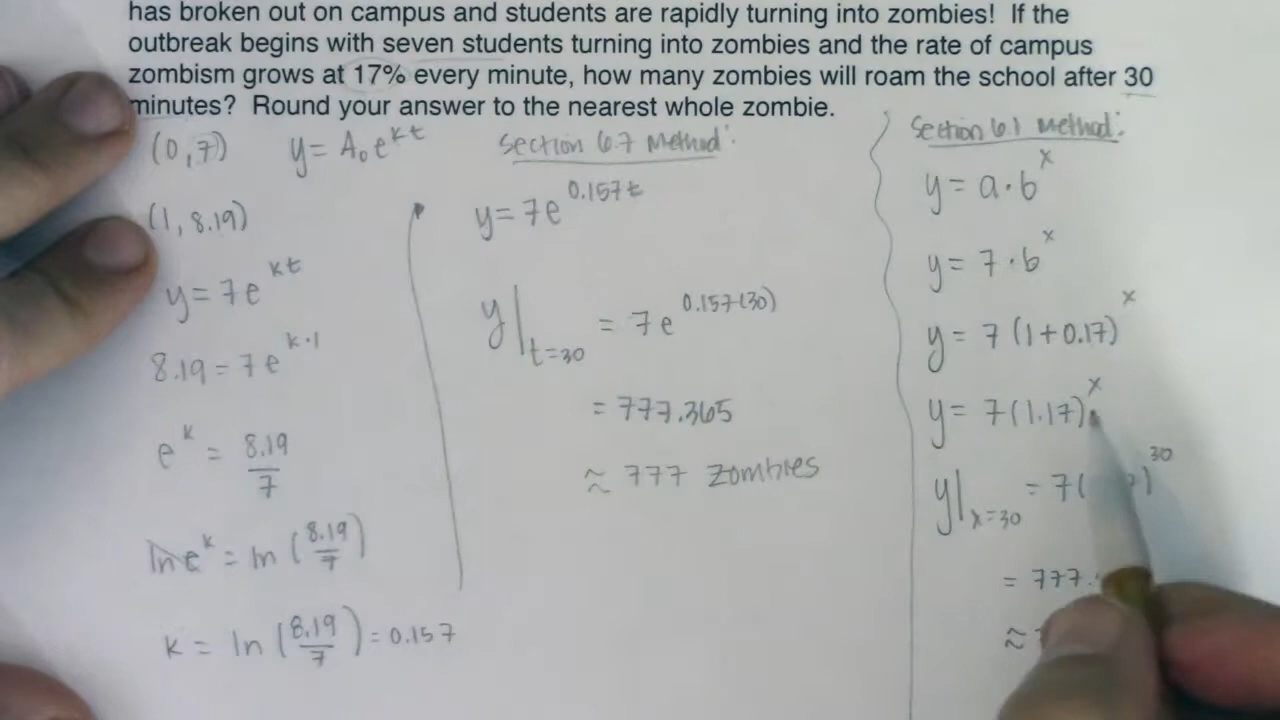 has broken out on campus and students are rapidly turning into zombies! If the
outbreak begins with seven students turning into zombies and the rate of campus
zombism grows at 17% every minute, how many zombies will roam the school after 30
minutes? Round your answer to the nearest whole zombie.
(0,7) y = A₀e^kt
(1, 8.19)
y = 7e^kt
8.19 = 7e^k·1
e^k = 8.19/7
ln e^k = ln (8.19/7)
k = ln (8.19/7) = 0.157
Section 6.7 Method:
y = 7e^0.157t
y|t=30 = 7e^0.157(30)
= 777.365
≈ 777 zombies
Section 6.1 Method:
y = a·b^x
y = 7·b^x
y = 7(1+0.17)^x
y = 7(1.17)^x
y|x=30 = 7( )^30
= 777.
≈